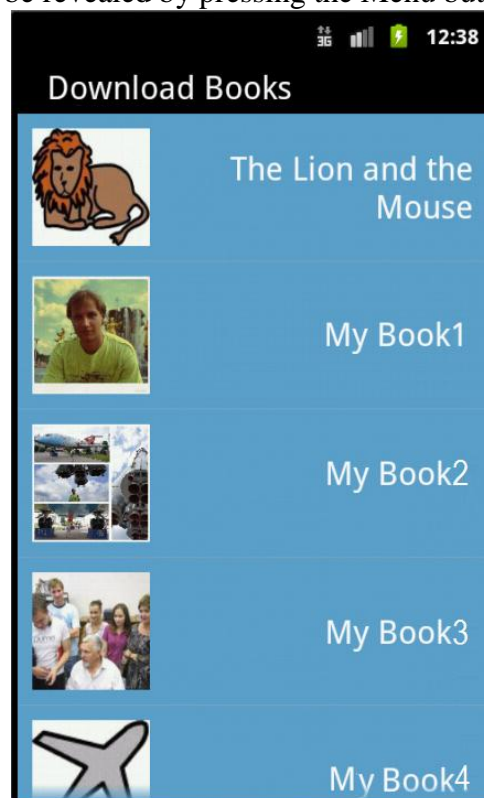 be revealed by pressing the Menu but
3G 12:38
Download Books
The Lion and the
Mouse
My Book1
My Book2
My Book3
My Book4